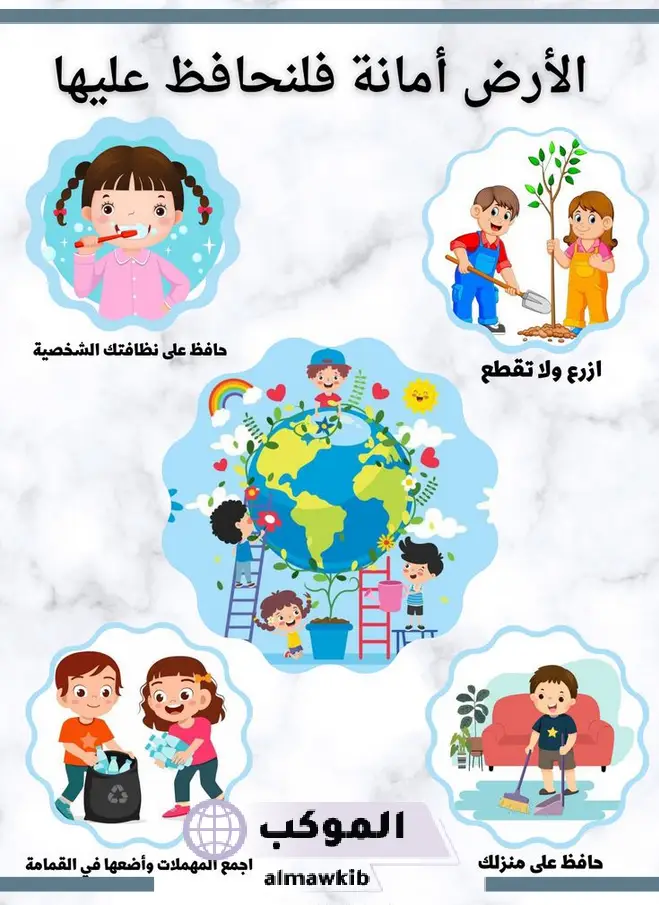 الأرض أمانة فلنحافظ عليها
ازرع ولا تقطع
حافظ على نظافتك الشخصية
حافظ على منزلك
اجمع المهملات وأضعها في القمامة
الموكب
almawkib